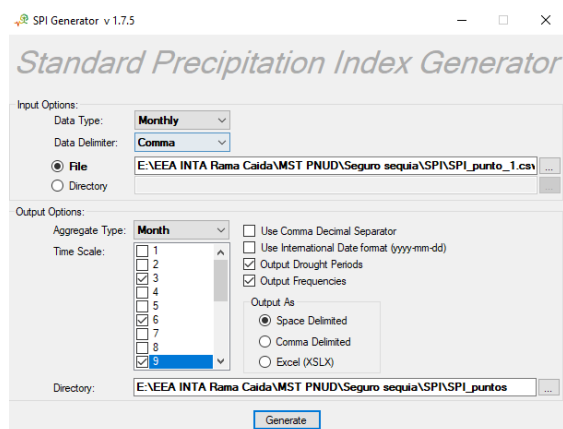 SPI Generator v 1.7.5
Standard Precipitation Index Generator
Input Options:
Data Type: Monthly
Data Delimiter: Comma
File E:\EEA INTA Rama Caida\MST PNUD\Seguro sequia\SPI\SPI_punto_1.csv ...
Directory ...
Output Options:
Aggregate Type: Month
Use Comma Decimal Separator
Time Scale:
1
Use International Date format (yyyy-mm-dd)
2
Output Drought Periods
3
Output Frequencies
4
5
Output As
6
Space Delimited
7
Comma Delimited
8
Excel (XSLX)
9
Directory: E:\EEA INTA Rama Caida\MST PNUD\Seguro sequia\SPI\SPI_puntos ...
Generate